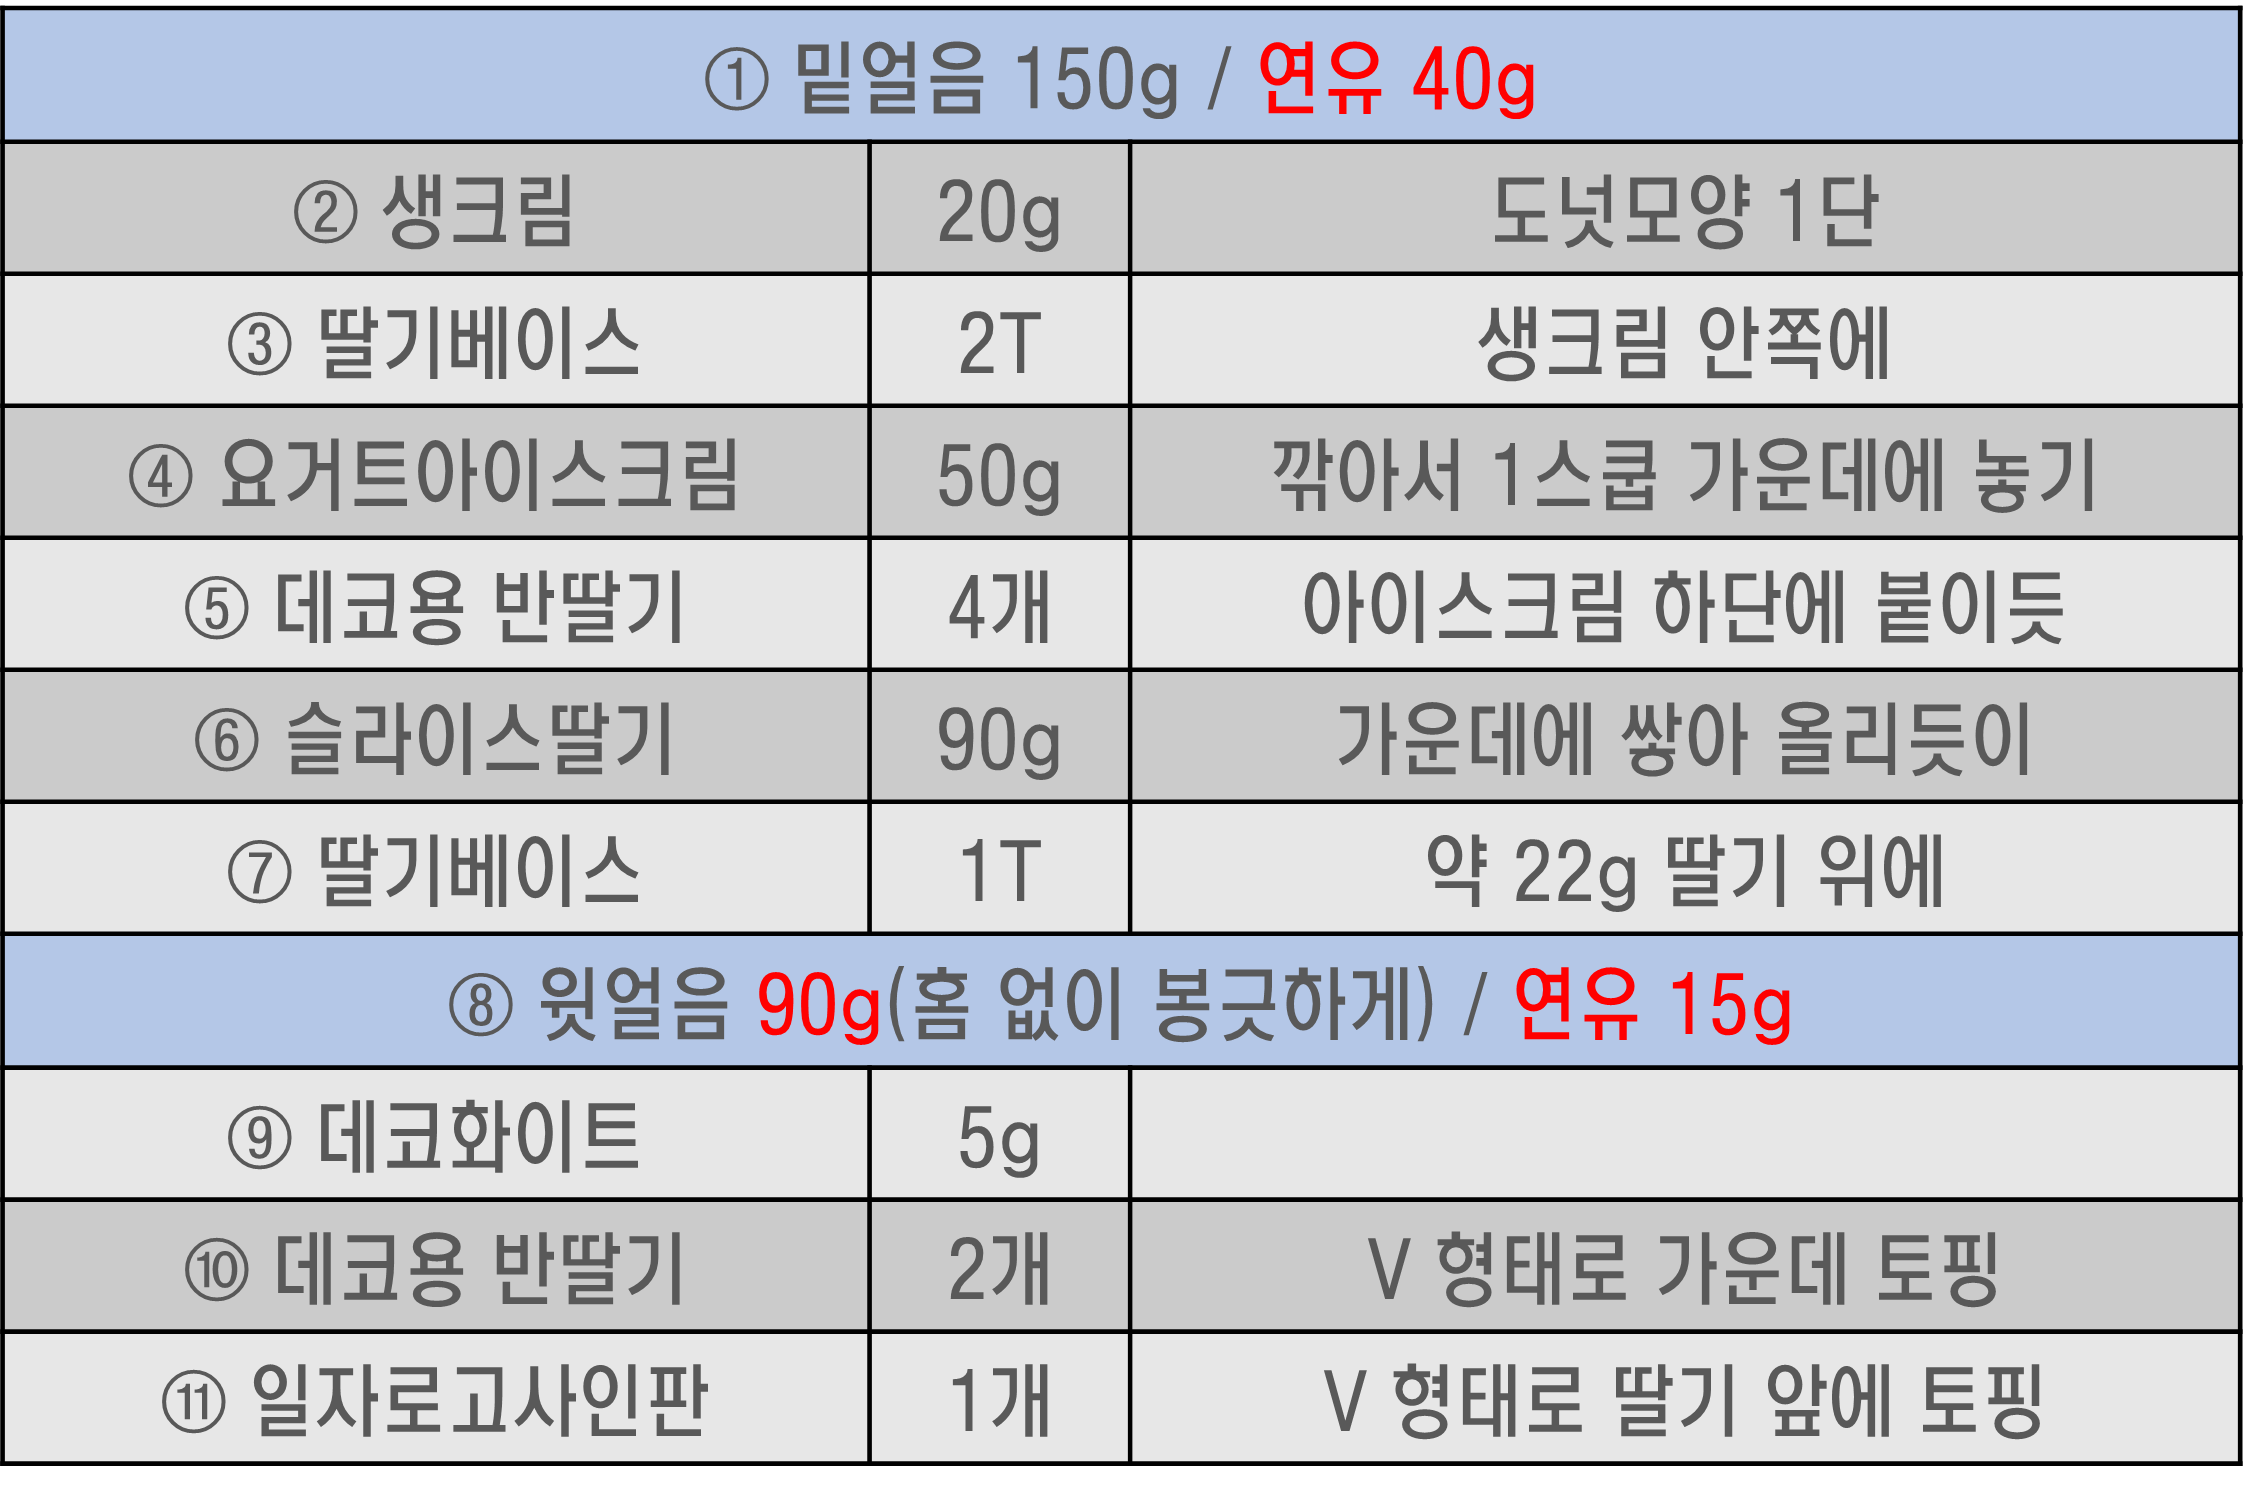 ① 밑얼음 150g / 연유 40g
② 생크림 20g 도넛모양 1단
③ 딸기베이스 2T 생크림 안쪽에
④ 요거트아이스크림 50g 깎아서 1스쿱 가운데에 놓기
⑤ 데코용 반딸기 4개 아이스크림 하단에 붙이듯
⑥ 슬라이스딸기 90g 가운데에 쌓아 올리듯이
⑦ 딸기베이스 1T 약 22g 딸기 위에
⑧ 윗얼음 90g(홈 없이 봉긋하게) / 연유 15g
⑨ 데코화이트 5g
⑩ 데코용 반딸기 2개 V 형태로 가운데 토핑
⑪ 일자로고사인판 1개 V 형태로 딸기 앞에 토핑